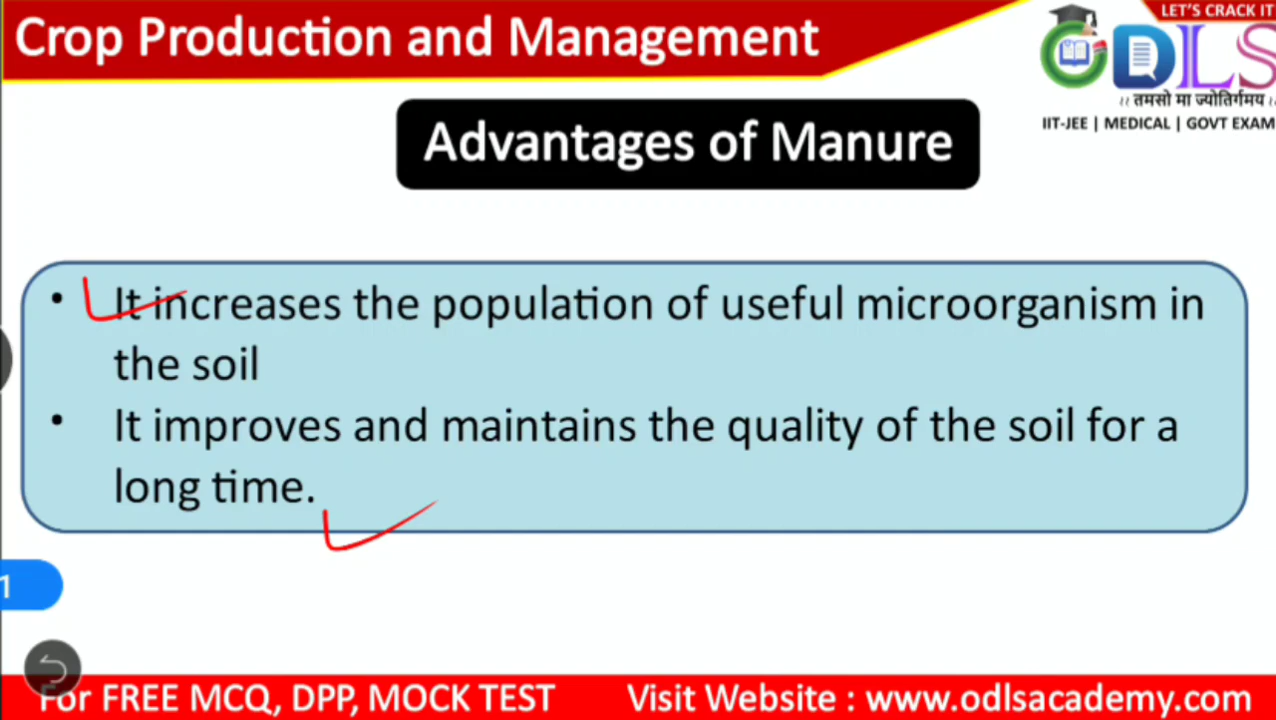 Crop Production and Management
LET'S CRACK IT
ODLS
।। तमसो मा ज्योतिर्गमय ।।
IIT-JEE | MEDICAL | GOVT EXAM
Advantages of Manure
• It increases the population of useful microorganism in
the soil
• It improves and maintains the quality of the soil for a
long time.
1
For FREE MCQ, DPP, MOCK TEST Visit Website : www.odlsacademy.com